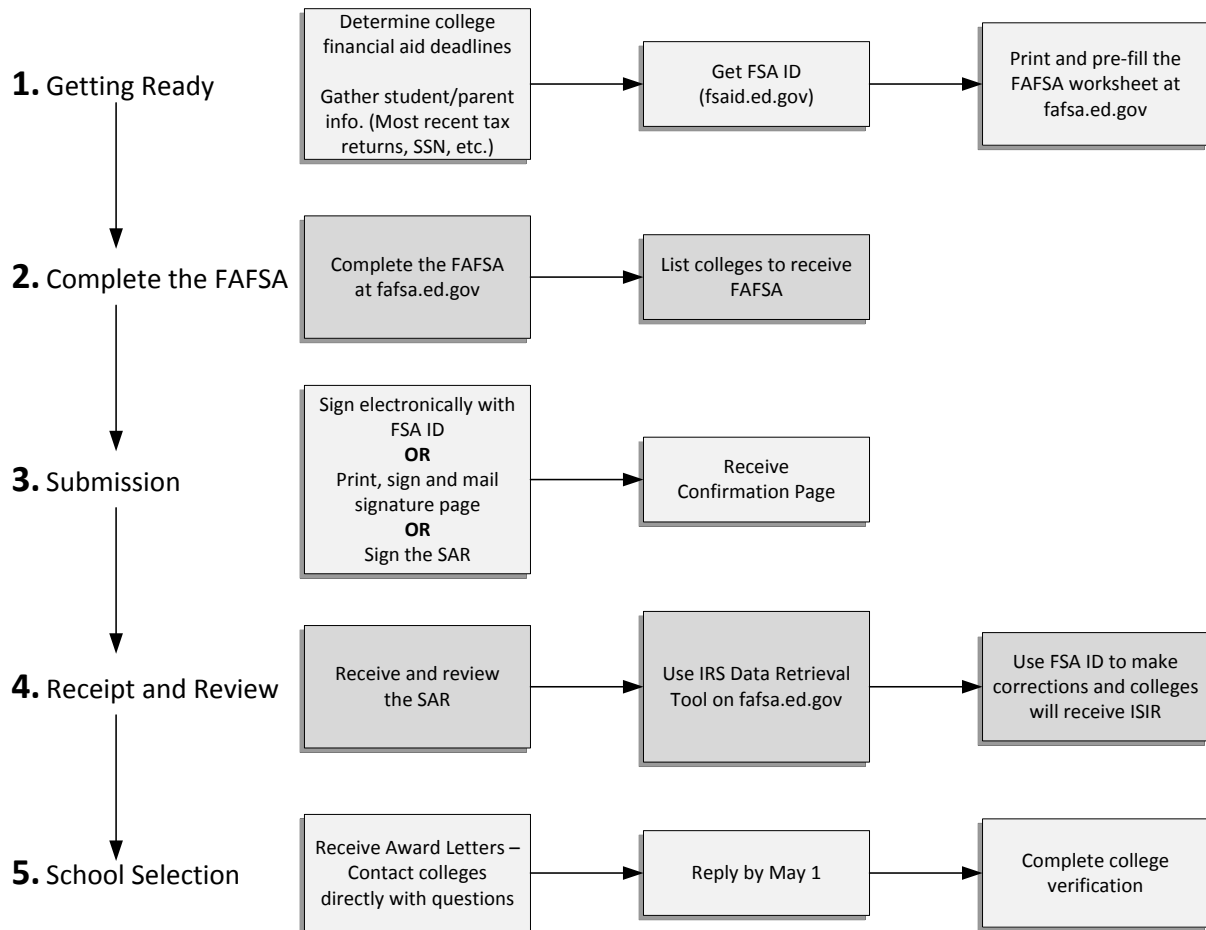 1. Getting Ready
Determine college
financial aid deadlines
Gather student/parent
info. (Most recent tax
returns, SSN, etc.)
Get FSA ID
(fsaid.ed.gov)
Print and pre-fill the
FAFSA worksheet at
fafsa.ed.gov
2. Complete the FAFSA
Complete the FAFSA
at fafsa.ed.gov
List colleges to receive
FAFSA
3. Submission
Sign electronically with
FSA ID
OR
Print, sign and mail
signature page
OR
Sign the SAR
Receive
Confirmation Page
4. Receipt and Review
Receive and review
the SAR
Use IRS Data Retrieval
Tool on fafsa.ed.gov
Use FSA ID to make
corrections and colleges
will receive ISIR
5. School Selection
Receive Award Letters –
Contact colleges
directly with questions
Reply by May 1
Complete college
verification